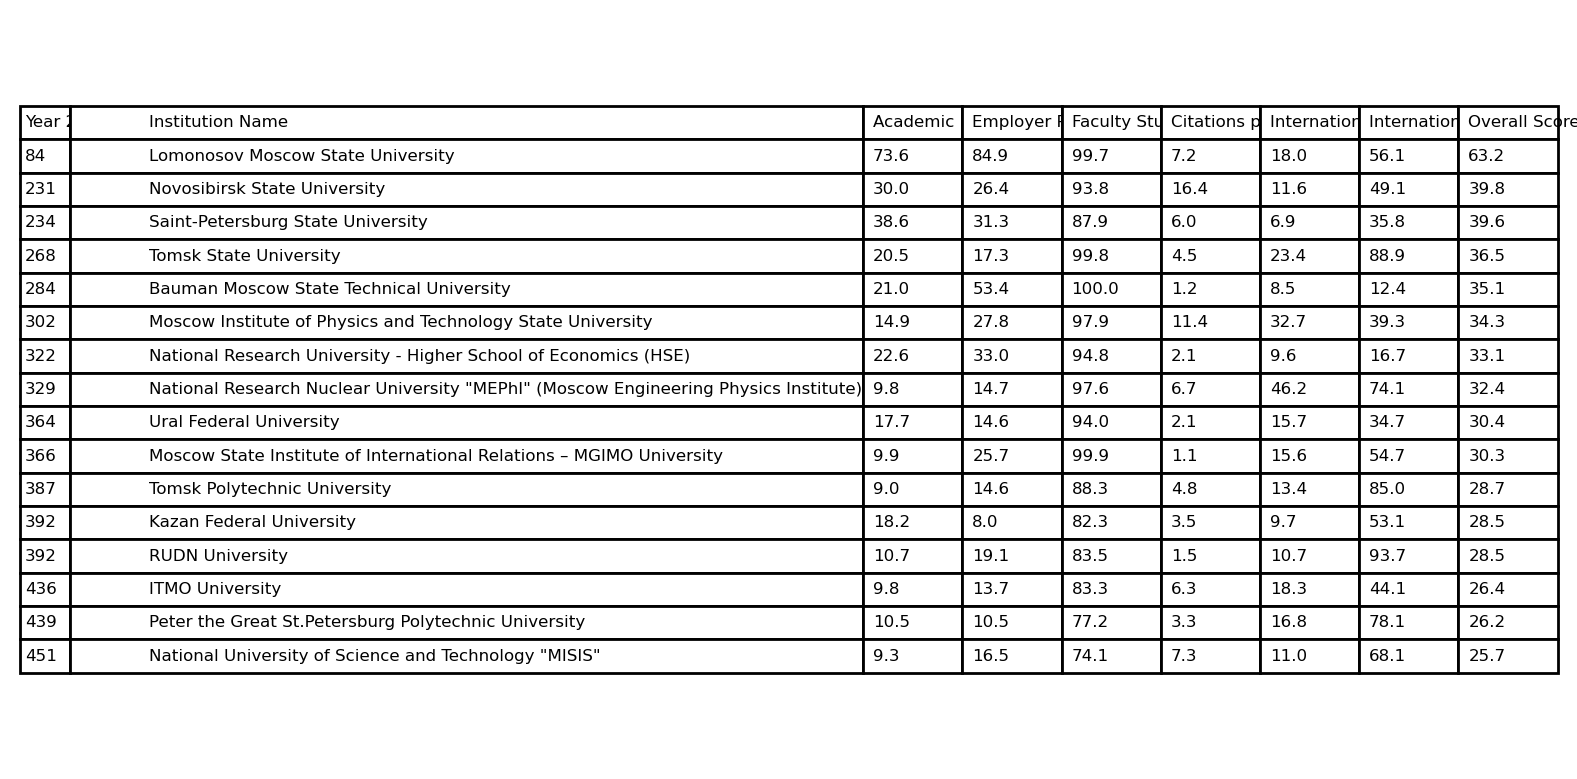 Year 2 Institution Name Academic Employer Faculty Stu Citations p Internation Internation Overall Score
84 Lomonosov Moscow State University 73.6 84.9 99.7 7.2 18.0 56.1 63.2
231 Novosibirsk State University 30.0 26.4 93.8 16.4 11.6 49.1 39.8
234 Saint-Petersburg State University 38.6 31.3 87.9 6.0 6.9 35.8 39.6
268 Tomsk State University 20.5 17.3 99.8 4.5 23.4 88.9 36.5
284 Bauman Moscow State Technical University 21.0 53.4 100.0 1.2 8.5 12.4 35.1
302 Moscow Institute of Physics and Technology State University 14.9 27.8 97.9 11.4 32.7 39.3 34.3
322 National Research University - Higher School of Economics (HSE) 22.6 33.0 94.8 2.1 9.6 16.7 33.1
329 National Research Nuclear University "MEPhI" (Moscow Engineering Physics Institute) 9.8 14.7 97.6 6.7 46.2 74.1 32.4
364 Ural Federal University 17.7 14.6 94.0 2.1 15.7 34.7 30.4
366 Moscow State Institute of International Relations – MGIMO University 9.9 25.7 99.9 1.1 15.6 54.7 30.3
387 Tomsk Polytechnic University 9.0 14.6 88.3 4.8 13.4 85.0 28.7
392 Kazan Federal University 18.2 8.0 82.3 3.5 9.7 53.1 28.5
392 RUDN University 10.7 19.1 83.5 1.5 10.7 93.7 28.5
436 ITMO University 9.8 13.7 83.3 6.3 18.3 44.1 26.4
439 Peter the Great St.Petersburg Polytechnic University 10.5 10.5 77.2 3.3 16.8 78.1 26.2
451 National University of Science and Technology "MISIS" 9.3 16.5 74.1 7.3 11.0 68.1 25.7